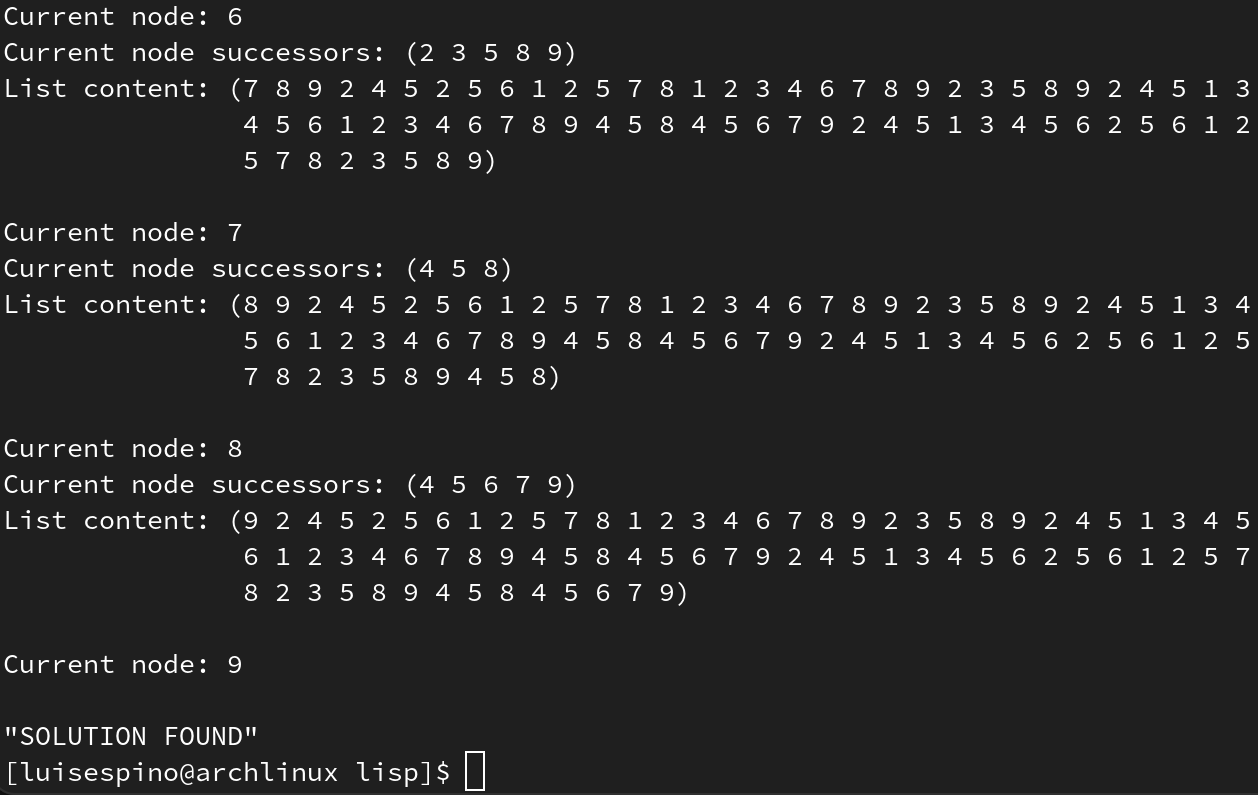 Current node: 6
Current node successors: (2 3 5 8 9)
List content: (7 8 9 2 4 5 2 5 6 1 2 5 7 8 1 2 3 4 6 7 8 9 2 3 5 8 9 2 4 5 1 3
4 5 6 1 2 3 4 6 7 8 9 4 5 8 4 5 6 7 9 2 4 5 1 3 4 5 6 2 5 6 1 2
5 7 8 2 3 5 8 9)
Current node: 7
Current node successors: (4 5 8)
List content: (8 9 2 4 5 2 5 6 1 2 5 7 8 1 2 3 4 6 7 8 9 2 3 5 8 9 2 4 5 1 3 4
5 6 1 2 3 4 6 7 8 9 4 5 8 4 5 6 7 9 2 4 5 1 3 4 5 6 2 5 6 1 2 5
7 8 2 3 5 8 9 4 5 8)
Current node: 8
Current node successors: (4 5 6 7 9)
List content: (9 2 4 5 2 5 6 1 2 5 7 8 1 2 3 4 6 7 8 9 2 3 5 8 9 2 4 5 1 3 4 5
6 1 2 3 4 6 7 8 9 4 5 8 4 5 6 7 9 2 4 5 1 3 4 5 6 2 5 6 1 2 5 7
8 2 3 5 8 9 4 5 8 4 5 6 7 9)
Current node: 9
"SOLUTION FOUND"
[luisespino@archlinux lisp]$